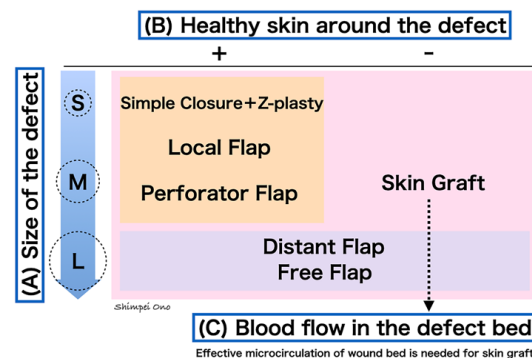 (B) Healthy skin around the defect
+ -
(A) Size of the defect
S
Simple Closure+Z-plasty
Local Flap
M
Perforator Flap
Skin Graft
L
Distant Flap
Free Flap
Shimpei Ono
(C) Blood flow in the defect bed
Effective microcirculation of wound bed is needed for skin graft